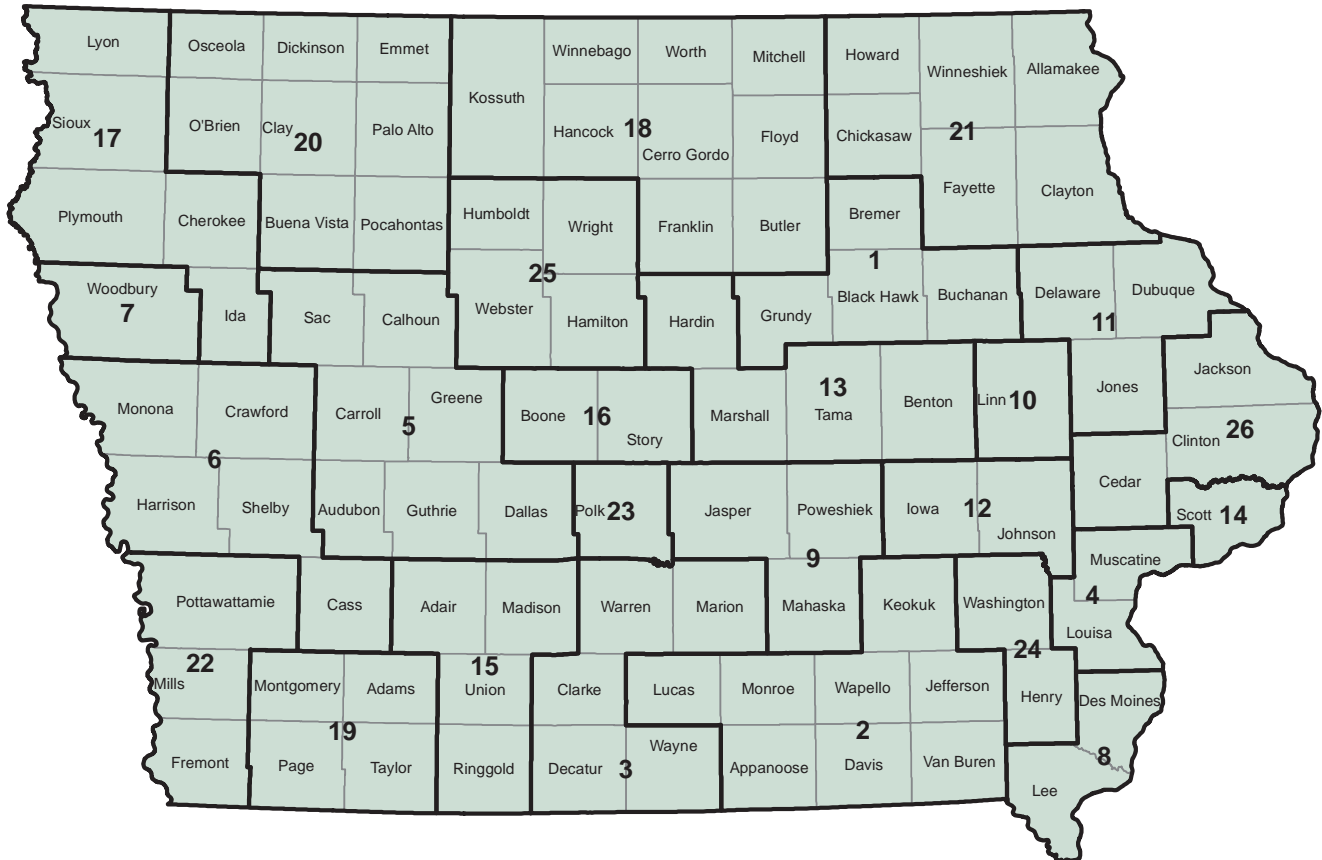 Lyon
Osceola
Dickinson
Emmet
Kossuth
Winnebago
Worth
Mitchell
Howard
Winneshiek
Allamakee
Sioux
17
O'Brien
Clay
20
Palo Alto
Hancock
18
Cerro Gordo
Floyd
Chickasaw
21
Fayette
Clayton
Plymouth
Cherokee
Buena Vista
Pocahontas
Humboldt
Wright
Franklin
Butler
Bremer
1
Woodbury
7
Ida
Sac
Calhoun
25
Webster
Hamilton
Hardin
Grundy
Black Hawk
Buchanan
Delaware
Dubuque
11
Monona
Crawford
Carroll
Greene
5
Boone
16
Story
Marshall
13
Tama
Benton
Linn
10
Jones
Jackson
Clinton
26
6
Harrison
Shelby
Audubon
Guthrie
Dallas
Polk
23
Jasper
Poweshiek
Iowa
12
Johnson
Cedar
Scott
14
9
Muscatine
4
Pottawattamie
Cass
Adair
Madison
Warren
Marion
Mahaska
Keokuk
Washington
Louisa
24
22
Mills
Montgomery
Adams
15
Union
Clarke
Lucas
Monroe
Wapello
Jefferson
Henry
Des Moines
19
2
Fremont
Page
Taylor
Ringgold
Decatur
3
Wayne
Appanoose
Davis
Van Buren
8
Lee